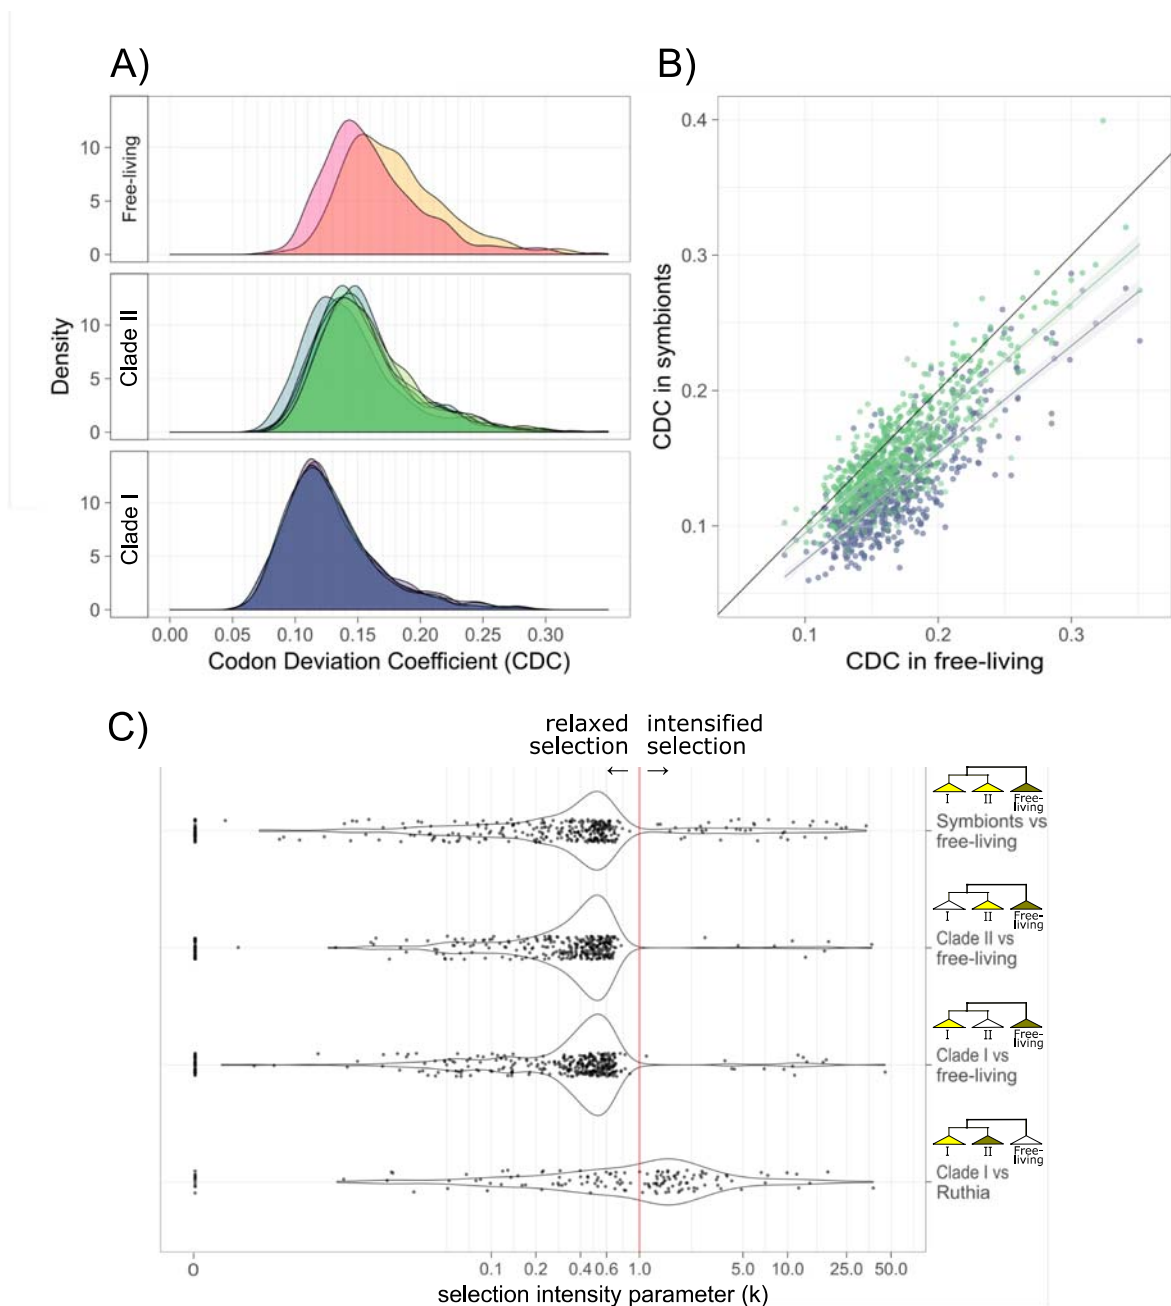 A)
Free-living
10
5
0
Clade II
10
5
0
Clade I
10
5
0
Density
0.00 0.05 0.10 0.15 0.20 0.25 0.30
Codon Deviation Coefficient (CDC)
B)
0.4
0.3
0.2
0.1
CDC in symbionts
0.1 0.2 0.3
CDC in free-living
C)
relaxed selection
intensified selection
← →
I II Free-living
Symbionts vs
free-living
I II Free-living
Clade II vs
free-living
I II Free-living
Clade I vs
free-living
I II Free-living
Clade I vs
Ruthia
0 0.1 0.2 0.4 0.6 1.0 5.0 10.0 25.0 50.0
selection intensity parameter (k)